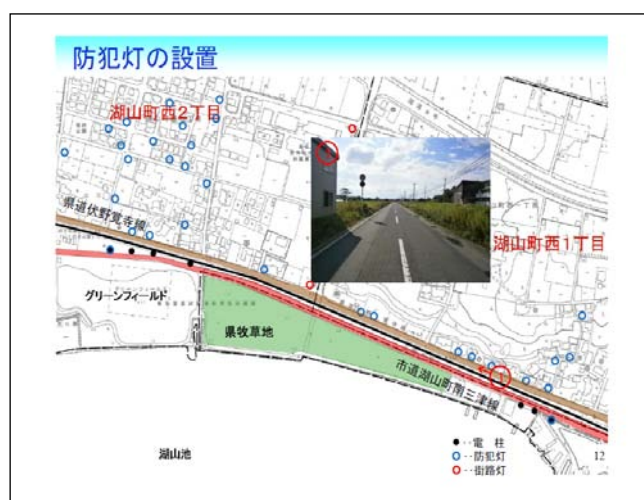 防犯灯の設置
湖山町西2丁目
県道伏野覚寺線
湖山町西1丁目
グリーンフィールド
県牧草地
市道湖山町南三津線
①
湖山池
●‥電 柱
○‥防犯灯
○‥街路灯
12